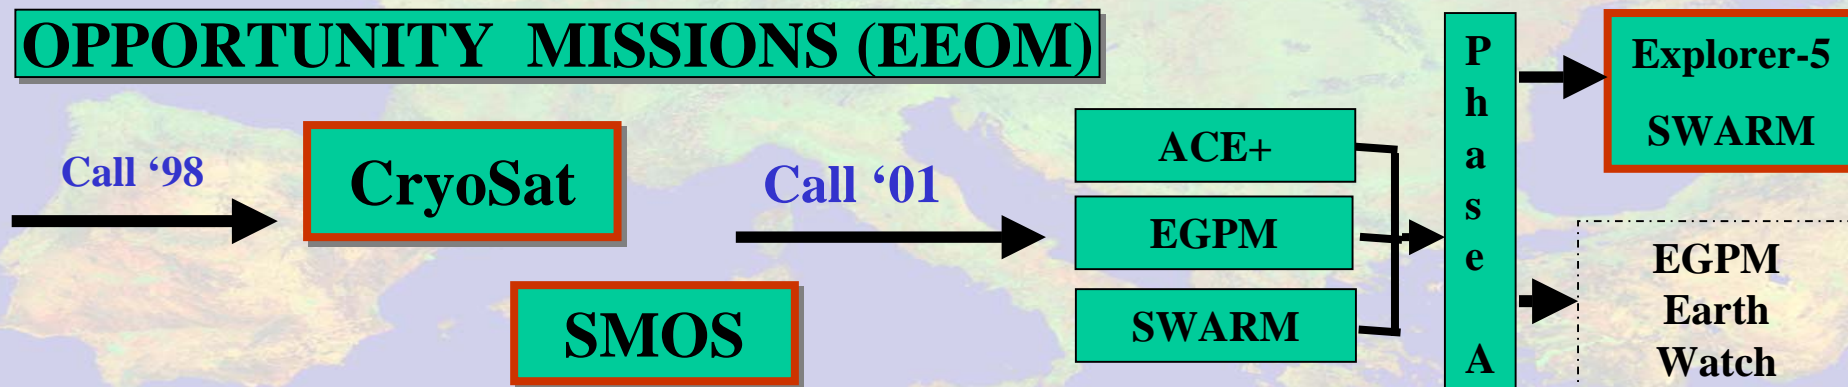 OPPORTUNITY MISSIONS (EEOM)
Call ‘98
CryoSat
SMOS
Call ‘01
ACE+
EGPM
SWARM
Phase A
Explorer-5
SWARM
EGPM
Earth
Watch